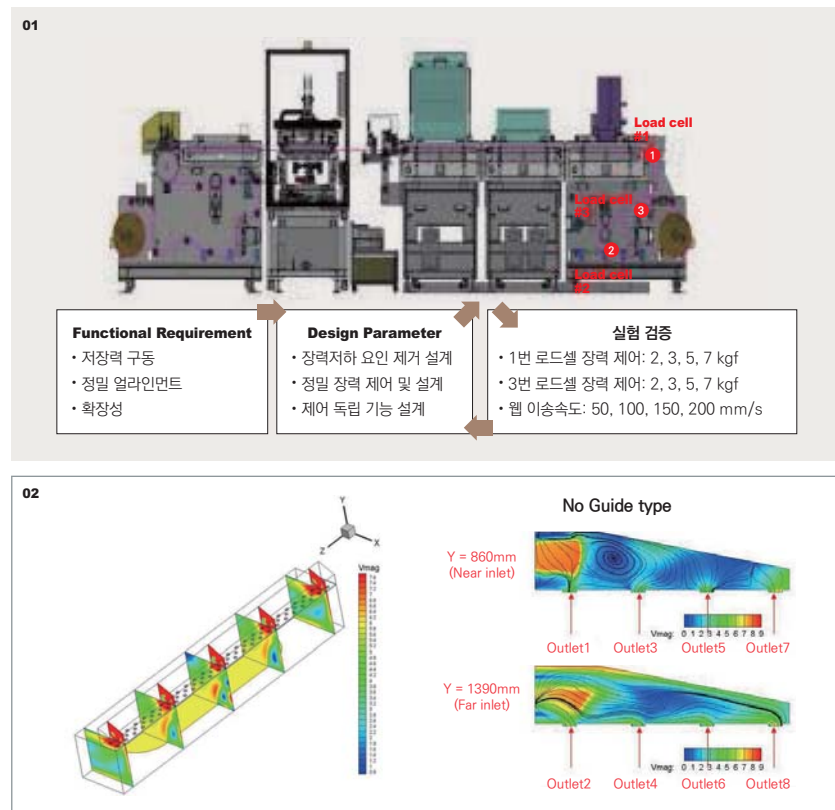 01
Load cell
#1
1
Load cell
#3
3
2
Load cell
#2
Functional Requirement
• 저장력 구동
• 정밀 얼라인먼트
• 확장성
Design Parameter
• 장력저하 요인 제거 설계
• 정밀 장력 제어 및 설계
• 제어 독립 기능 설계
실험 검증
• 1번 로드셀 장력 제어: 2, 3, 5, 7 kgf
• 3번 로드셀 장력 제어: 2, 3, 5, 7 kgf
• 웹 이송속도: 50, 100, 150, 200 mm/s
02
Y
Z
X
Vmag
No Guide type
Y = 860mm
(Near inlet)
Vmag: 0 1 2 3 4 5 6 7 8 9
Outlet1 Outlet3 Outlet5 Outlet7
Y = 1390mm
(Far inlet)
Vmag: 0 1 2 3 4 5 6 7 8 9
Outlet2 Outlet4 Outlet6 Outlet8